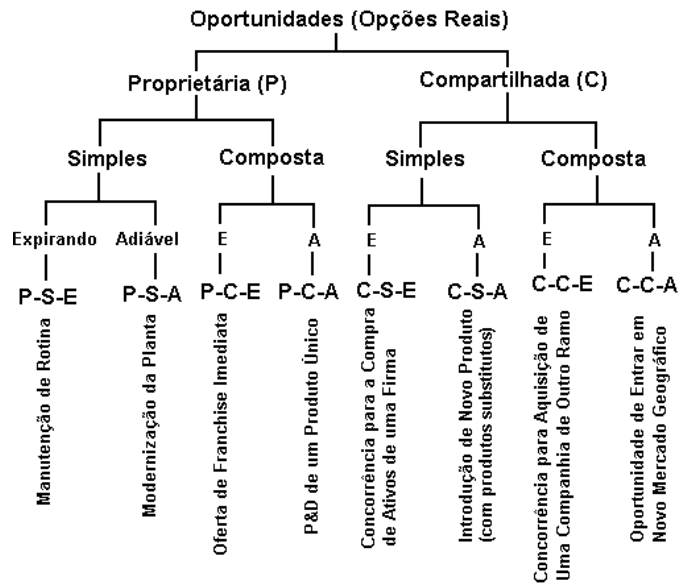 Oportunidades (Opções Reais)
Proprietária (P)
Compartilhada (C)
Simples
Composta
Simples
Composta
Expirando
Adiável
E
A
E
A
E
A
P-S-E
P-S-A
P-C-E
P-C-A
C-S-E
C-S-A
C-C-E
C-C-A
Manutenção de Rotina
Modernização da Planta
Oferta de Franchise Imediata
P&D de um Produto Único
Concorrência para a Compra
de Ativos de uma Firma
Introdução de Novo Produto
(com produtos substitutos)
Concorrência para Aquisição de
Uma Companhia de Outro Ramo
Oportunidade de Entrar em
Novo Mercado Geográfico